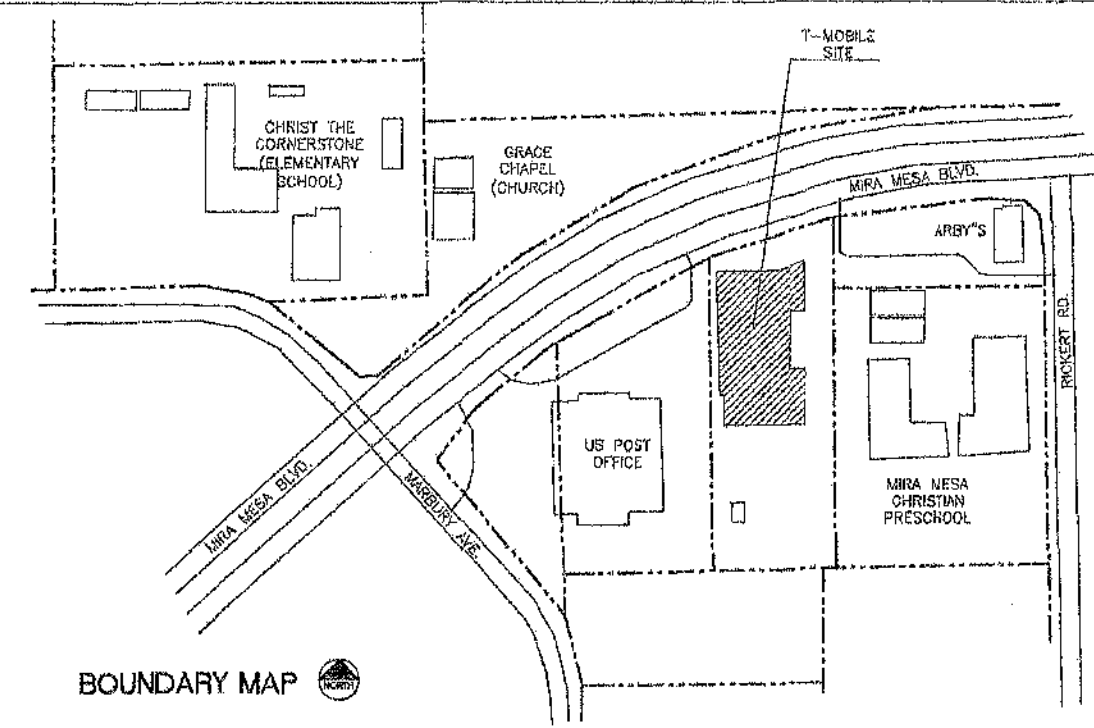 T-MOBILE
SITE
CHRIST THE
CORNERSTONE
(ELEMENTARY
SCHOOL)
GRACE
CHAPEL
(CHURCH)
MIRA MESA BLVD.
ARBY"S
RICKERT RD.
US POST
OFFICE
MIRA MESA BLVD.
MARBURY AVE.
MIRA MESA
CHRISTIAN
PRESCHOOL
BOUNDARY MAP
NORTH